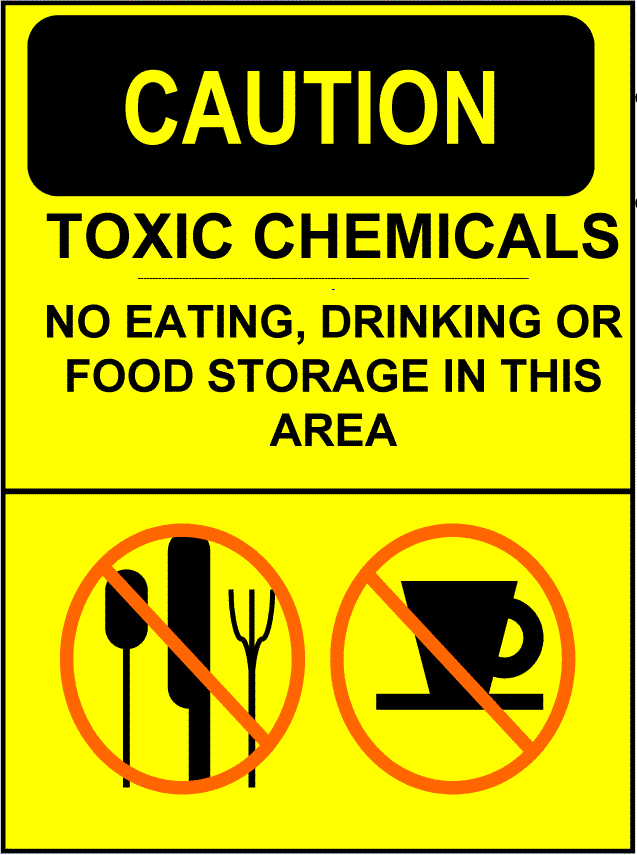 CAUTION
TOXIC CHEMICALS
NO EATING, DRINKING OR
FOOD STORAGE IN THIS
AREA